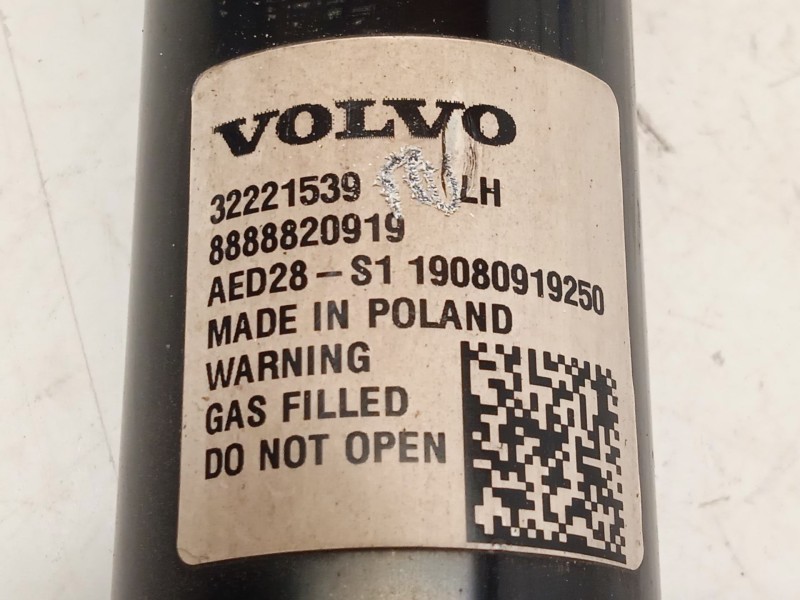 VOLVO
32221539 LH
8888820919
AED28-S1 19080919250
MADE IN POLAND
WARNING
GAS FILLED
DO NOT OPEN